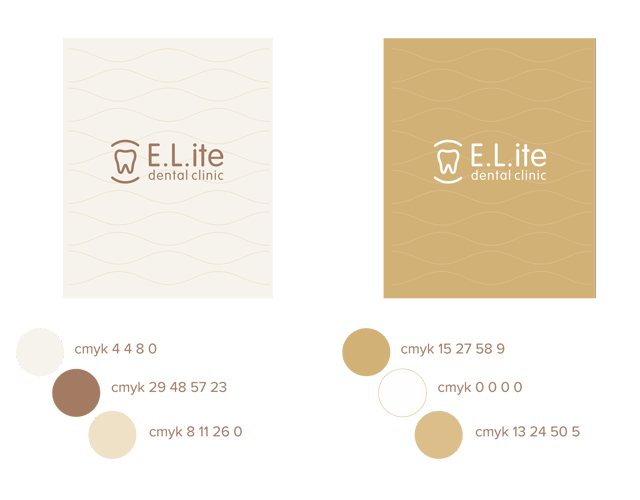 E.L.ite
dental clinic
E.L.ite
dental clinic
cmyk 4 4 8 0
cmyk 29 48 57 23
cmyk 8 11 26 0
cmyk 15 27 58 9
cmyk 0 0 0 0
cmyk 13 24 50 5